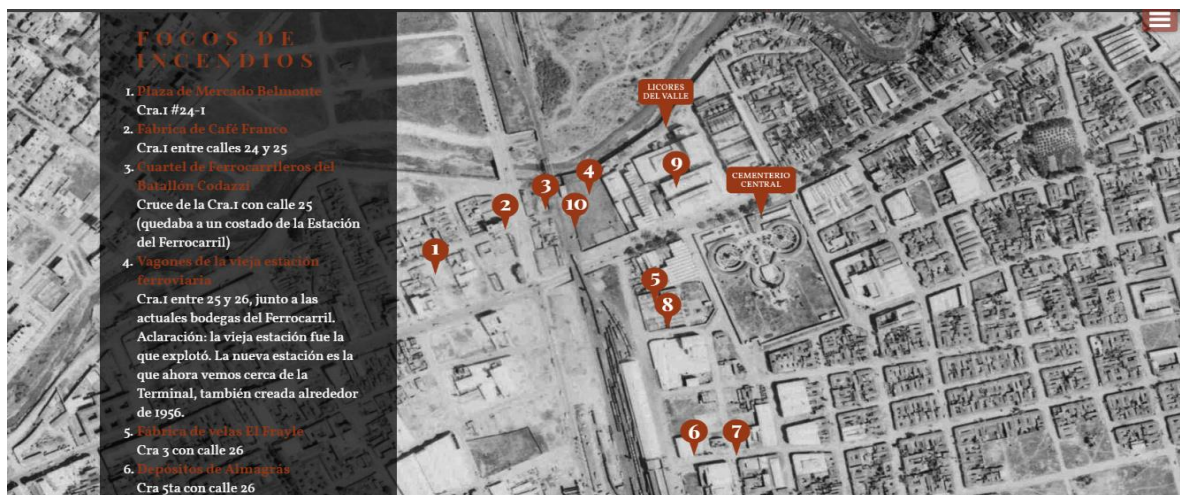 FOCOS DE
INCENDIOS
1. Plaza de Mercado Belmonte
Cra.1 #24-1
2. Fabrica de Café Franco
Cra.1 entre calles 24 y 25
3. Cuartel de Ferrocarrileros del
Batallon Codazzi
Cruce de la Cra.1 con calle 25
(quedaba a un costado de la Estación
del Ferrocarril)
4. Vagones de la vieja estación
ferroviaria
Cra.1 entre 25 y 26, junto a las
actuales bodegas del Ferrocarril.
Aclaración: la vieja estación fue la
que explotó. La nueva estación es la
que ahora vemos cerca de la
Terminal, también creada alrededor
de 1956.
5. Fábrica de velas El Frayle
Cra 3 con calle 26
6. Depositos de Almagrás
Cra 5ta con calle 26
LICORES
DEL VALLE
CEMENTERIO
CENTRAL
1
2
3
4
10
9
5
8
6
7